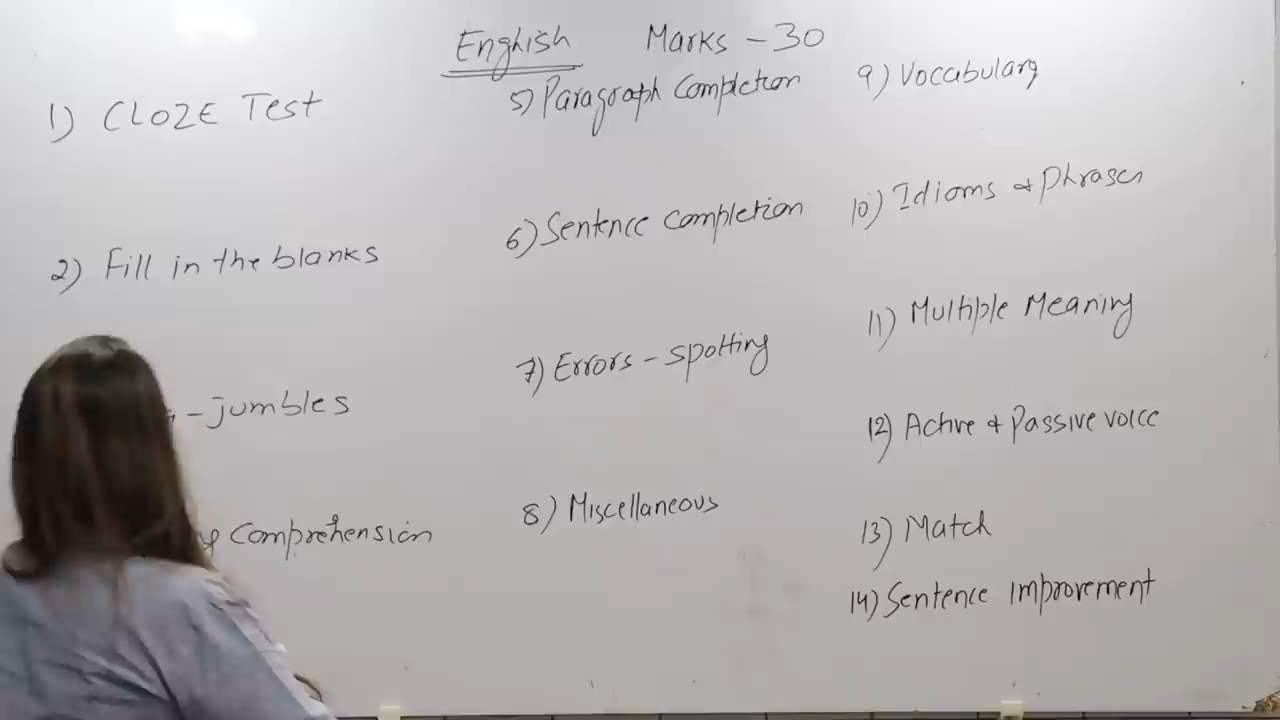 English Marks - 30
1) CLOZE Test
2) Fill in the blanks
- jumbles
Comprehension
5) Paragraph Completion
6) Sentence Completion
7) Errors - spotting
8) Miscellaneous
9) Vocabulary
10) Idioms & Phrases
11) Multiple Meaning
12) Active & Passive voice
13) Match
14) Sentence Improvement